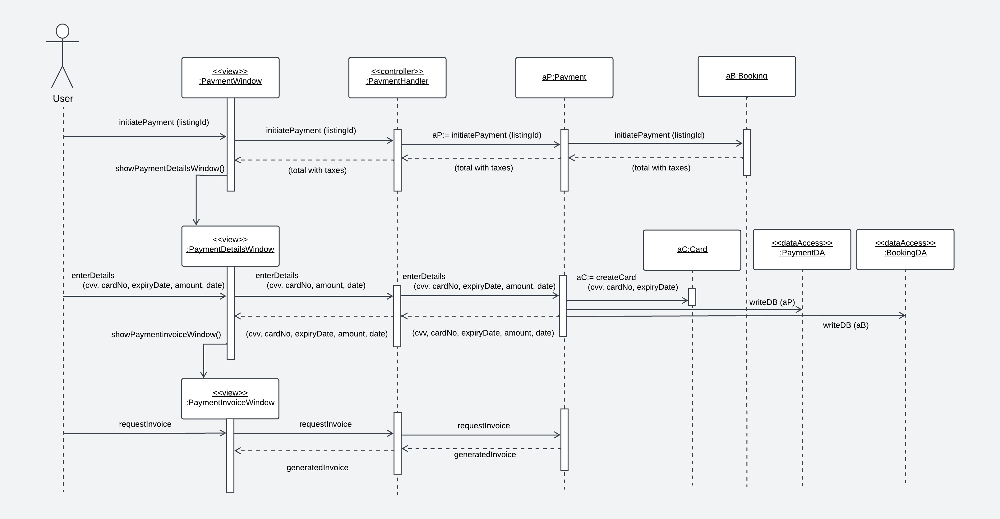 User
<<view>>
:PaymentWindow
<<controller>>
:PaymentHandler
aP:Payment
aB:Booking
initiatePayment (listingId)
initiatePayment (listingId)
aP:= initiatePayment (listingId)
initiatePayment (listingId)
showPaymentDetailsWindow()
(total with taxes)
(total with taxes)
(total with taxes)
<<view>>
:PaymentDetailsWindow
aC:Card
<<dataAccess>>
:PaymentDA
<<dataAccess>>
:BookingDA
enterDetails
(cvv, cardNo, expiryDate, amount, date)
enterDetails
(cvv, cardNo, amount, date)
enterDetails
(cvv, cardNo, expiryDate, amount, date)
aC:= createCard
(cvv, cardNo, expiryDate)
writeDB (aP)
writeDB (aB)
showPaymentinvoiceWindow()
(cvv, cardNo, expiryDate, amount, date)
(cvv, cardNo, expiryDate, amount, date)
<<view>>
:PaymentInvoiceWindow
requestInvoice
requestInvoice
requestInvoice
generatedInvoice
generatedInvoice